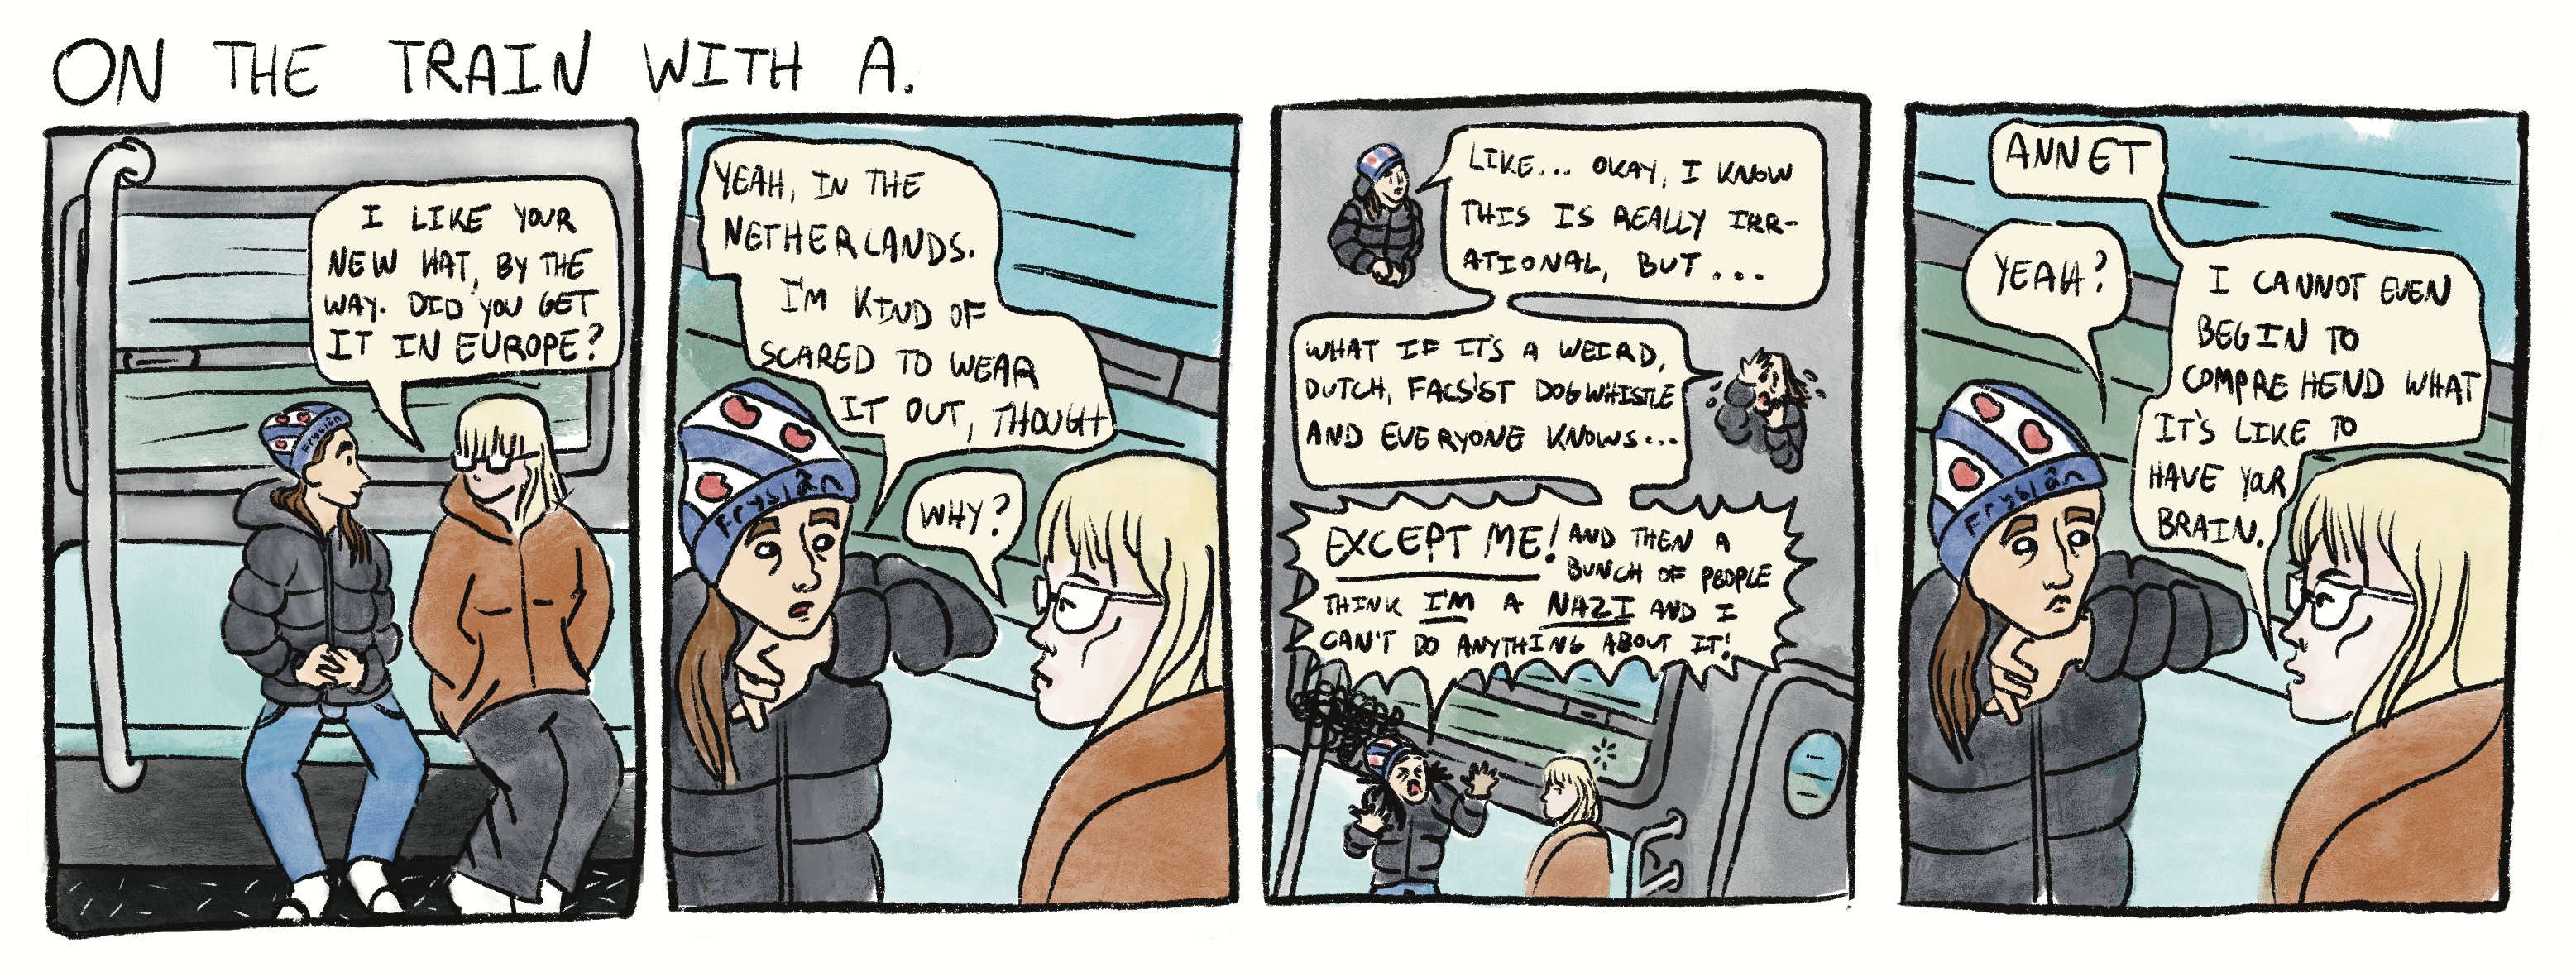 ON THE TRAIN WITH A.
I LIKE YOUR
NEW HAT, BY THE
WAY. DID YOU GET
IT IN EUROPE?
Fryslân
YEAH, IN THE
NETHERLANDS.
I'M KIND OF
SCARED TO WEAR
IT OUT, THOUGH
WHY?
Fryslân
LIKE... OKAY, I KNOW
THIS IS REALLY IRR-
ATIONAL, BUT...
WHAT IF IT'S A WEIRD,
DUTCH, FACSIST DOGWHISTLE
AND EVERYONE KNOWS...
EXCEPT ME! AND THEN A
BUNCH OF PEOPLE
THINK I'M A NAZI AND I
CAN'T DO ANYTHING ABOUT IT!
ANNET
YEAH?
I CANNOT EVEN
BEGIN TO
COMPREHEND WHAT
IT'S LIKE TO
HAVE YOUR
BRAIN.
Fryslân